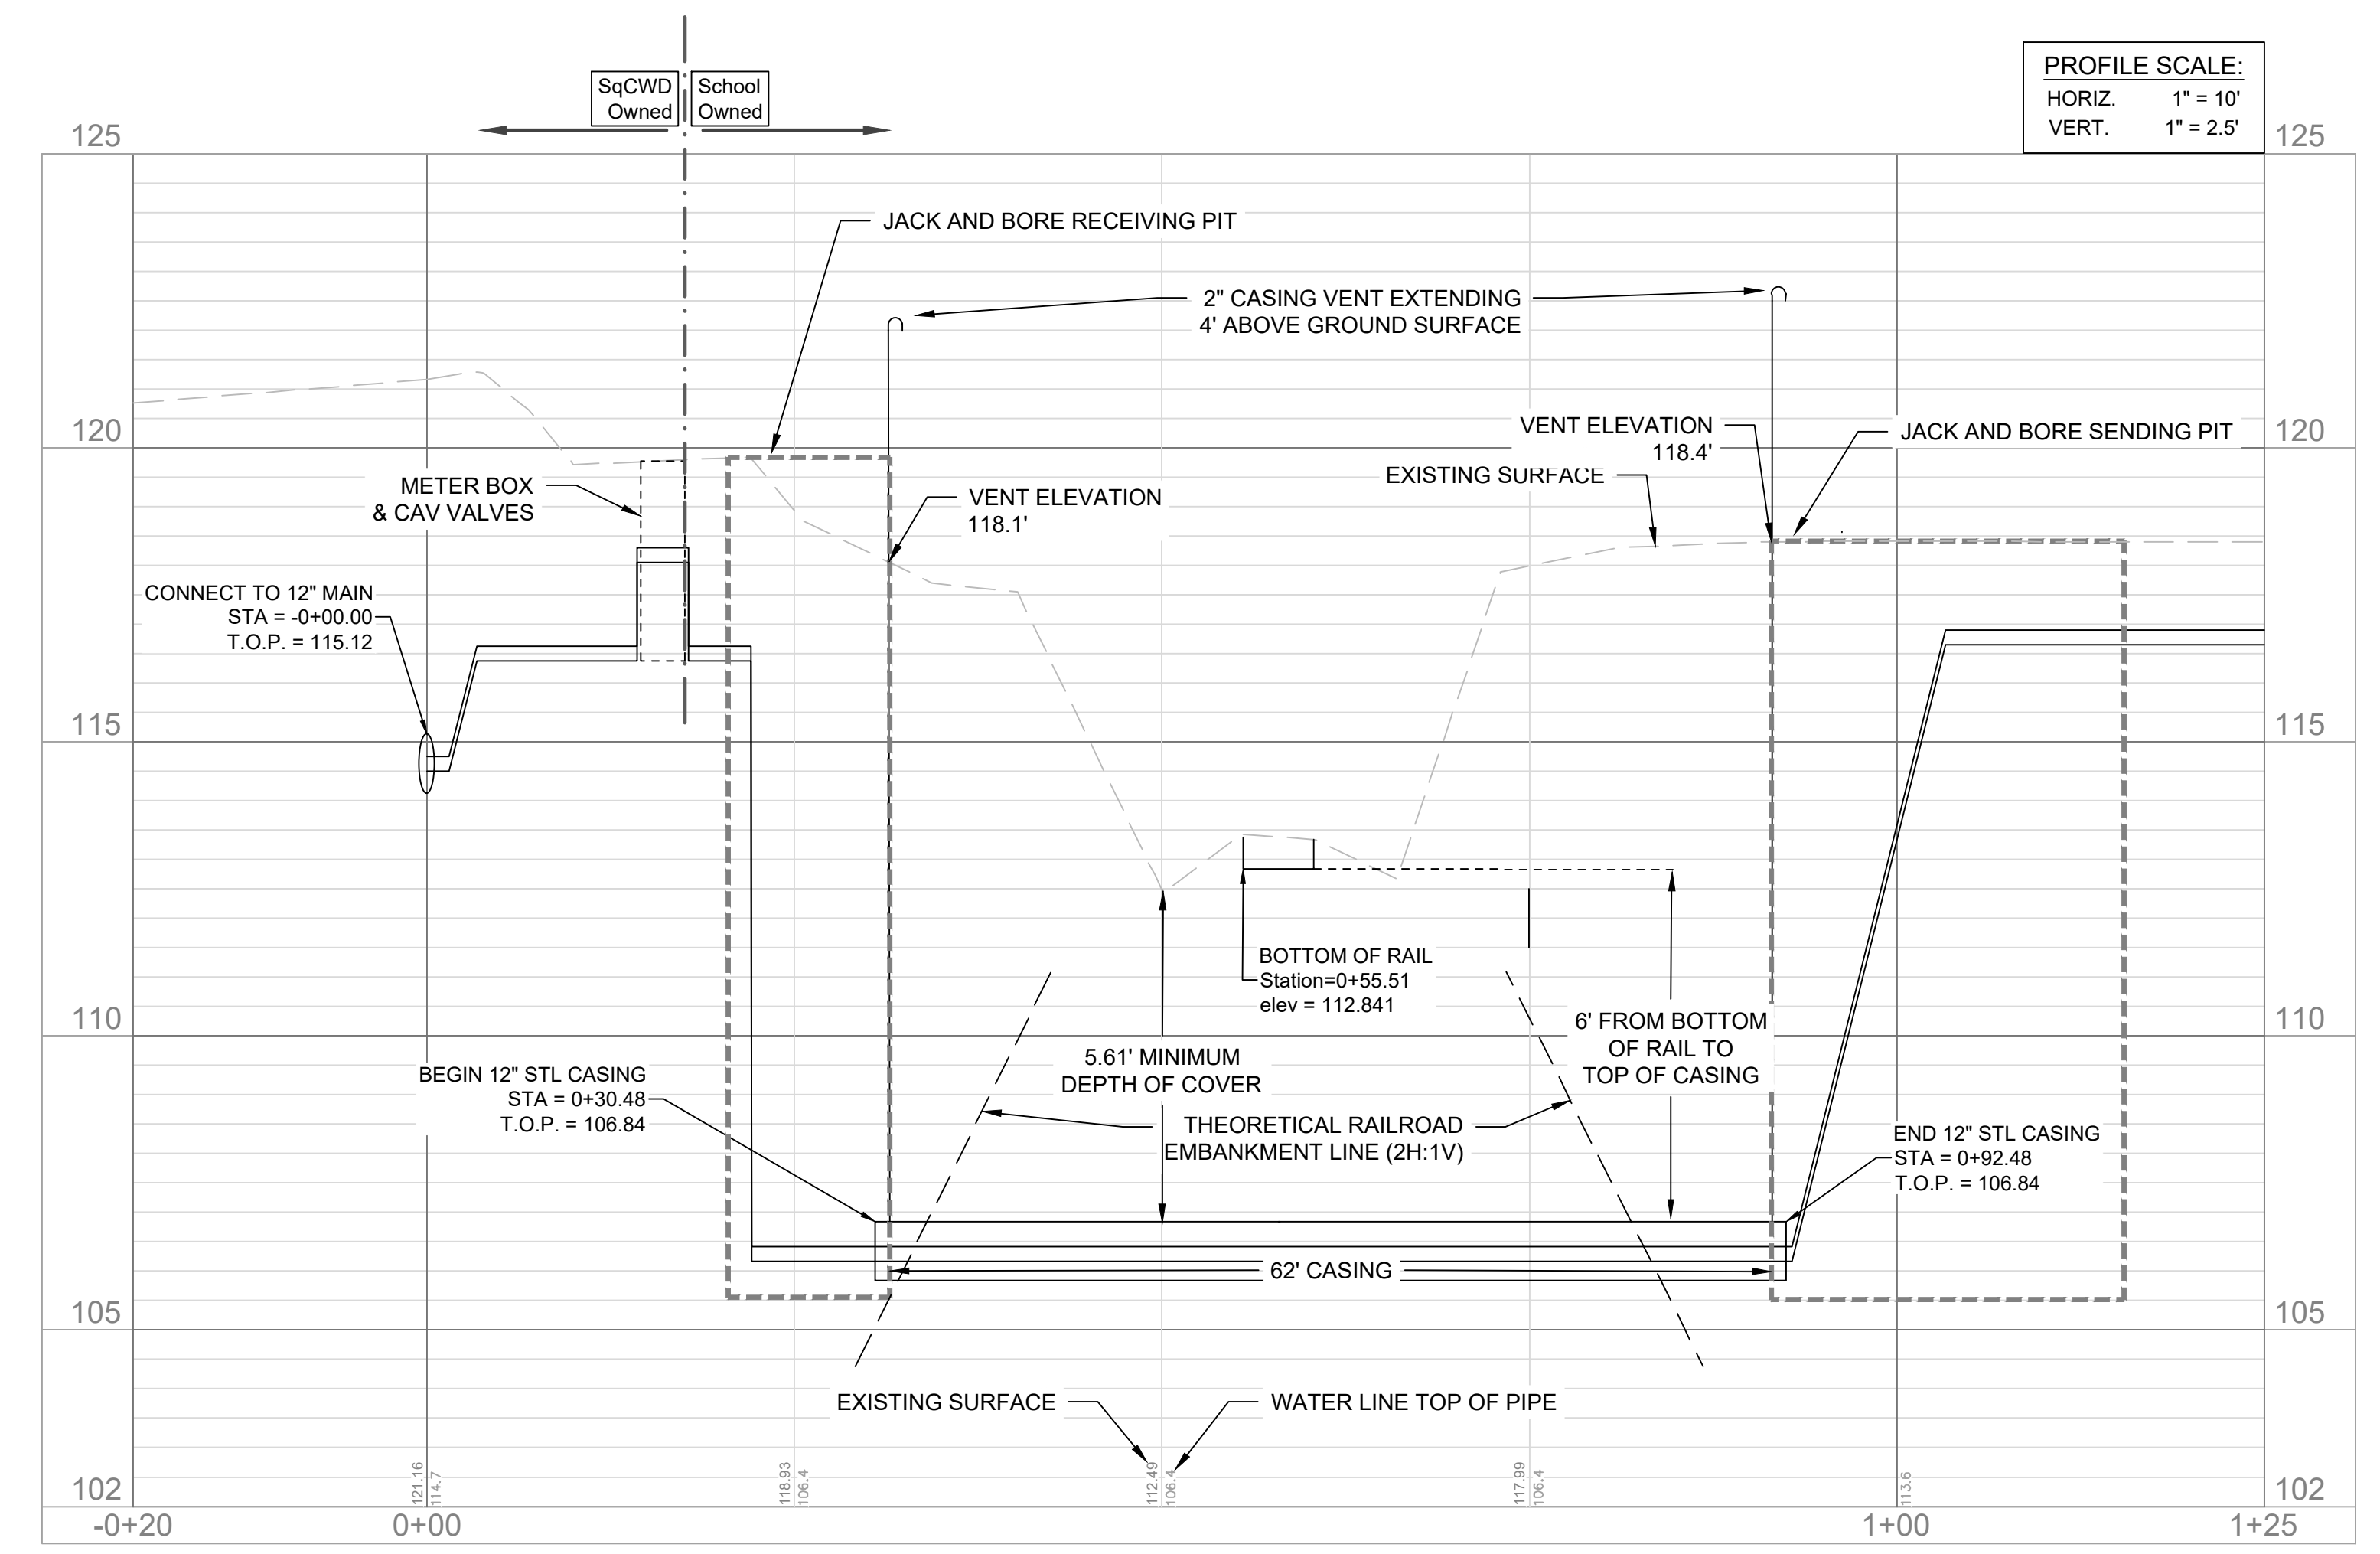 SqCWD
Owned
School
Owned
PROFILE SCALE:
HORIZ. 1" = 10'
VERT. 1" = 2.5'
125
125
JACK AND BORE RECEIVING PIT
2" CASING VENT EXTENDING
4' ABOVE GROUND SURFACE
120
120
VENT ELEVATION
118.4'
JACK AND BORE SENDING PIT
EXISTING SURFACE
METER BOX
& CAV VALVES
VENT ELEVATION
118.1'
CONNECT TO 12" MAIN
STA = -0+00.00
T.O.P. = 115.12
115
115
BOTTOM OF RAIL
Station=0+55.51
elev = 112.841
110
110
6' FROM BOTTOM
OF RAIL TO
TOP OF CASING
5.61' MINIMUM
DEPTH OF COVER
BEGIN 12" STL CASING
STA = 0+30.48
T.O.P. = 106.84
THEORETICAL RAILROAD
EMBANKMENT LINE (2H:1V)
END 12" STL CASING
STA = 0+92.48
T.O.P. = 106.84
62' CASING
105
105
EXISTING SURFACE
WATER LINE TOP OF PIPE
121.16
114.7
118.93
106.4
112.49
106.4
117.99
106.4
113.6
102
102
-0+20
0+00
1+00
1+25